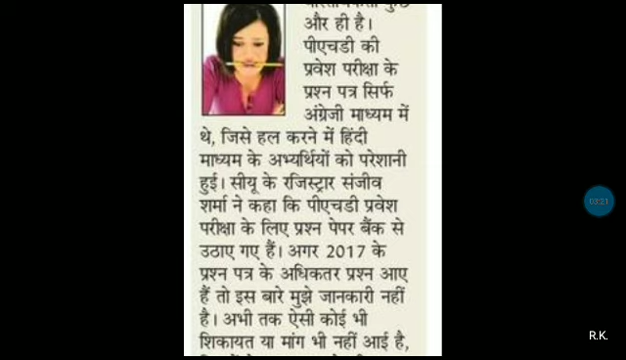 और ही है।
पीएचडी की
प्रवेश परीक्षा के
प्रश्न पत्र सिर्फ
अंग्रेजी माध्यम में
थे, जिसे हल करने में हिंदी
माध्यम के अभ्यर्थियों को परेशानी
हुई। सीयू के रजिस्ट्रार संजीव
शर्मा ने कहा कि पीएचडी प्रवेश
परीक्षा के लिए प्रश्न पेपर बैंक से
उठाए गए हैं। अगर 2017 के
प्रश्न पत्र के अधिकतर प्रश्न आए
हैं तो इस बारे मुझे जानकारी नहीं
है। अभी तक ऐसी कोई भी
शिकायत या मांग भी नहीं आई है,
03:21
R.K.